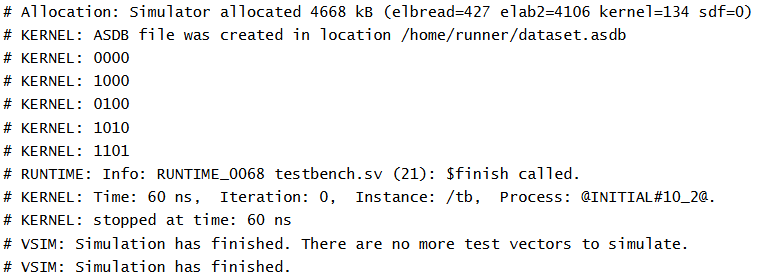 # Allocation: Simulator allocated 4668 kB (elbread=427 elab2=4106 kernel=134 sdf=0)
# KERNEL: ASDB file was created in location /home/runner/dataset.asdb
# KERNEL: 0000
# KERNEL: 1000
# KERNEL: 0100
# KERNEL: 1010
# KERNEL: 1101
# RUNTIME: Info: RUNTIME_0068 testbench.sv (21): $finish called.
# KERNEL: Time: 60 ns,  Iteration: 0,  Instance: /tb,  Process: @INITIAL#10_2@.
# KERNEL: stopped at time: 60 ns
# VSIM: Simulation has finished. There are no more test vectors to simulate.
# VSIM: Simulation has finished.